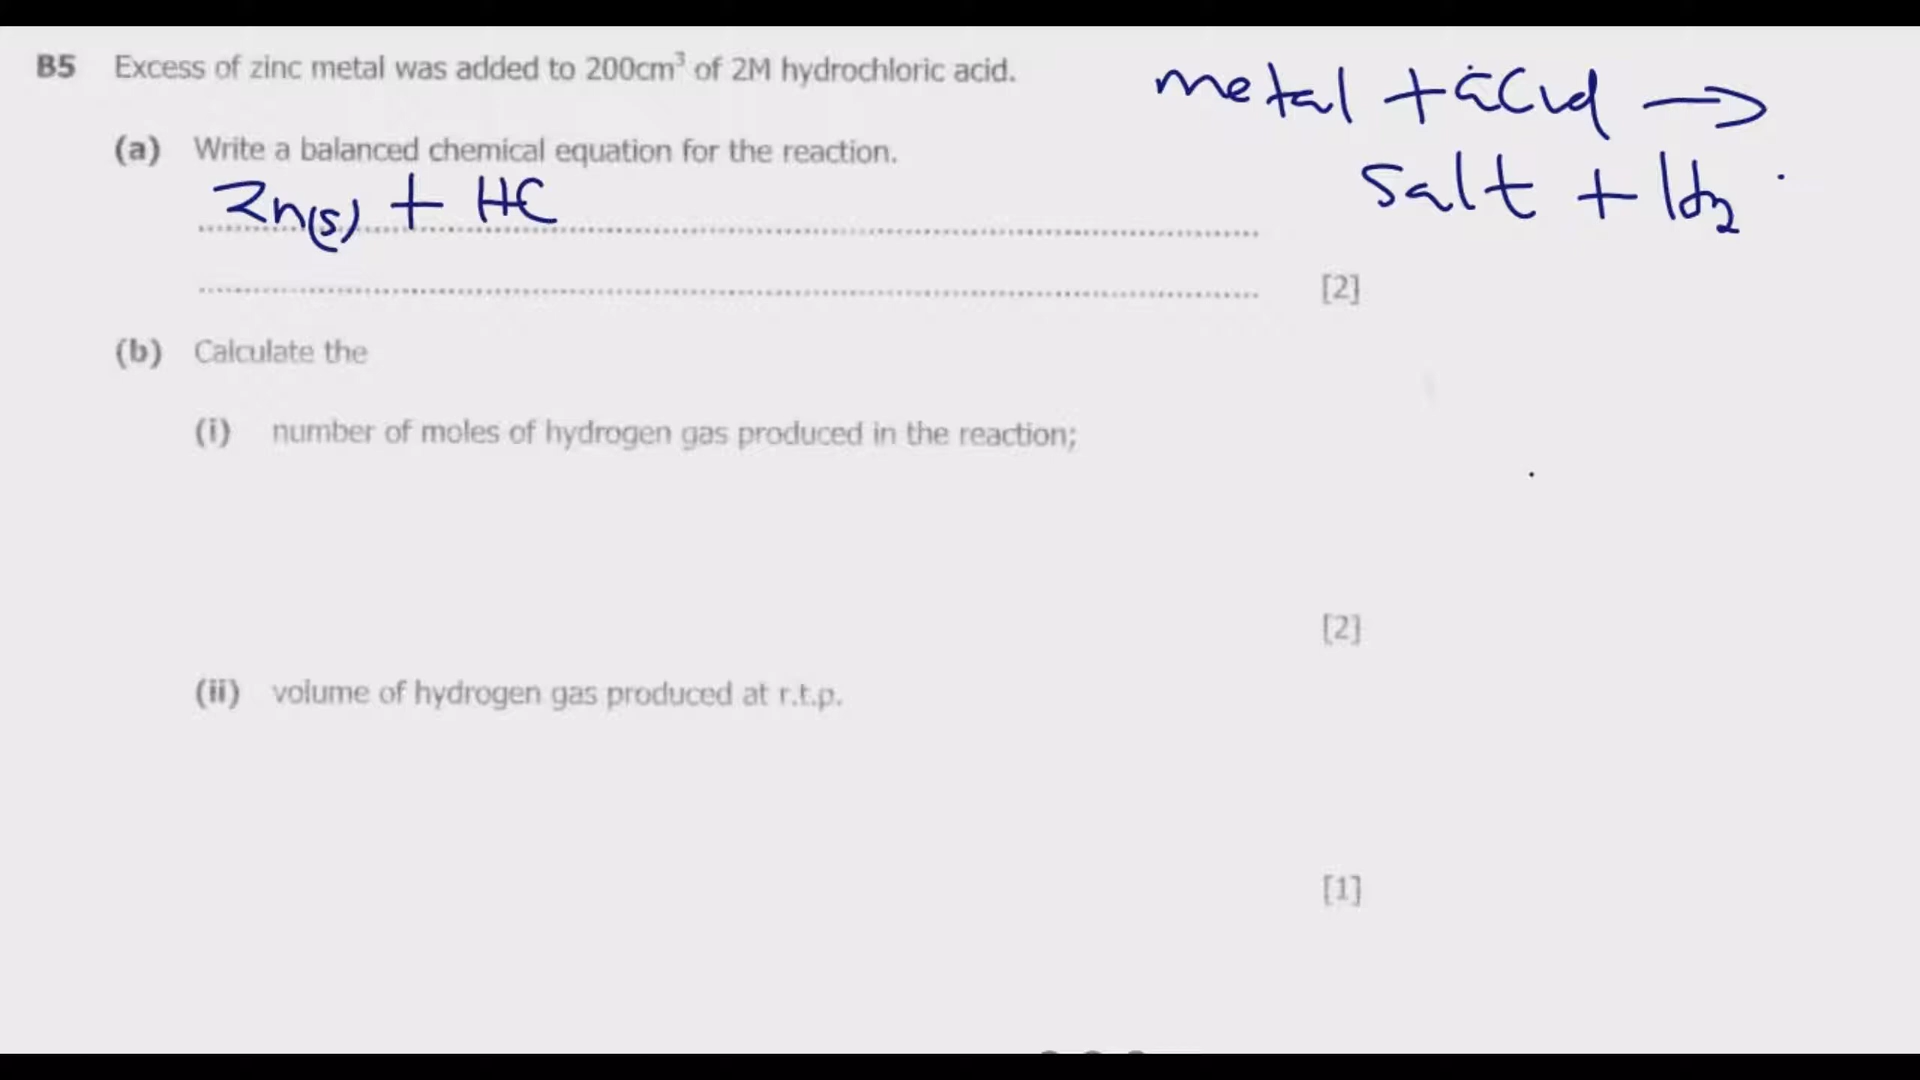 B5 Excess of zinc metal was added to 200cm³ of 2M hydrochloric acid.
metal + acid →
salt + H₂
(a) Write a balanced chemical equation for the reaction.
Zn(s) + HC
[2]
(b) Calculate the
(i) number of moles of hydrogen gas produced in the reaction;
[2]
(ii) volume of hydrogen gas produced at r.t.p.
[1]